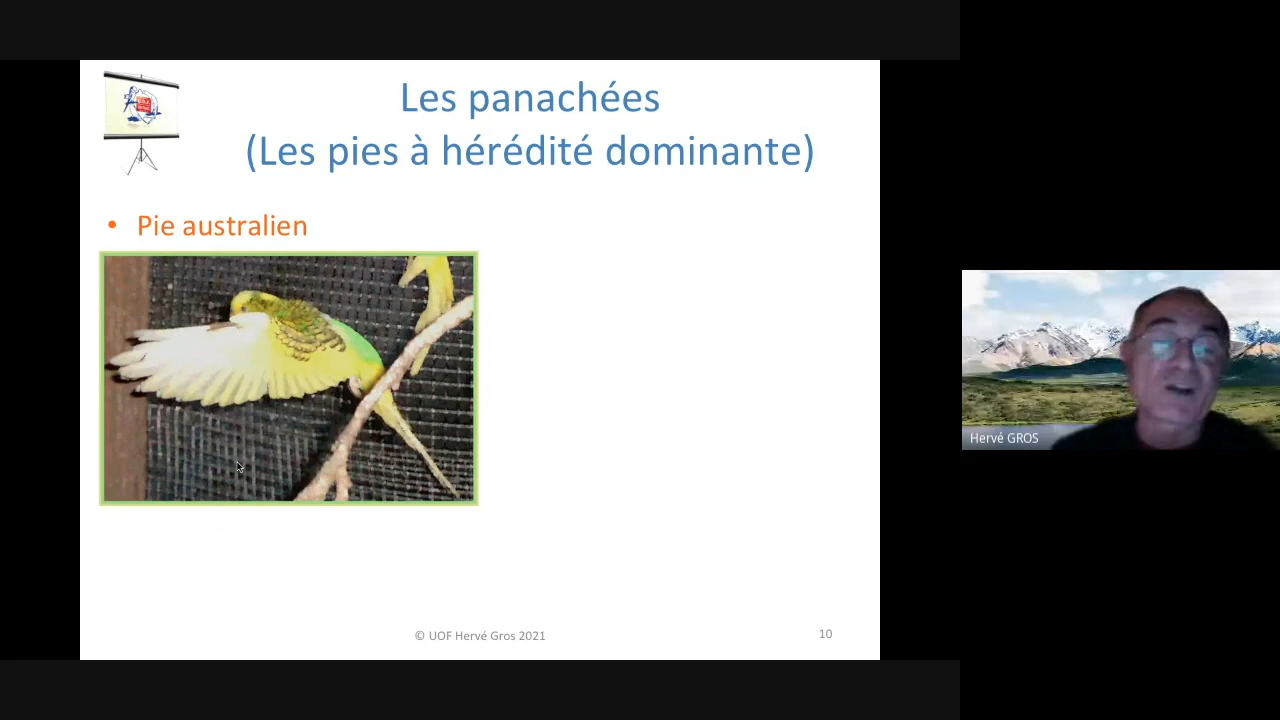 Les panachées
(Les pies à hérédité dominante)
• Pie australien
Hervé GROS
© UOF Hervé Gros 2021
10